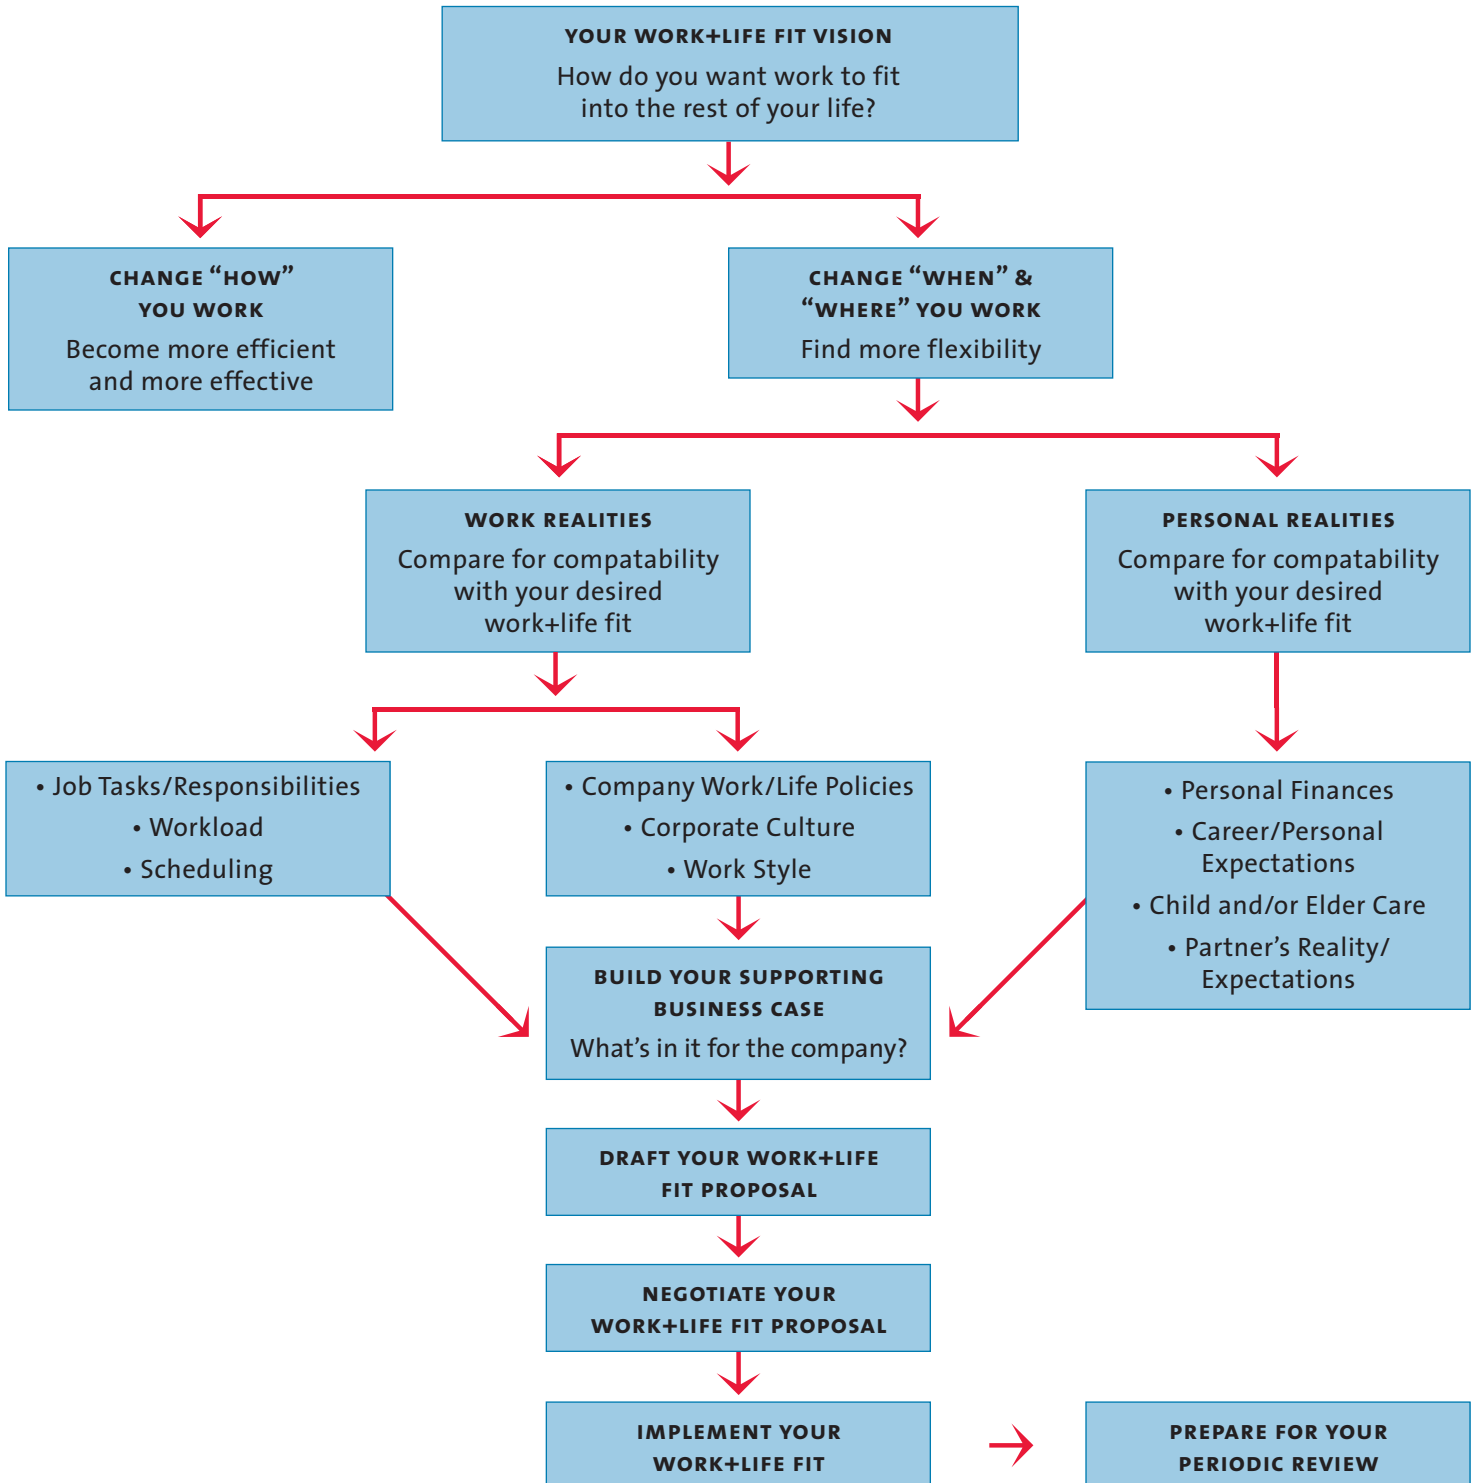 YOUR WORK+LIFE FIT VISION
How do you want work to fit
into the rest of your life?
CHANGE “HOW”
YOU WORK
Become more efficient
and more effective
CHANGE “WHEN” &
“WHERE” YOU WORK
Find more flexibility
WORK REALITIES
Compare for compatability
with your desired
work+life fit
PERSONAL REALITIES
Compare for compatability
with your desired
work+life fit
• Job Tasks/Responsibilities
• Workload
• Scheduling
• Company Work/Life Policies
• Corporate Culture
• Work Style
• Personal Finances
• Career/Personal
Expectations
• Child and/or Elder Care
• Partner’s Reality/
Expectations
BUILD YOUR SUPPORTING
BUSINESS CASE
What’s in it for the company?
DRAFT YOUR WORK+LIFE
FIT PROPOSAL
NEGOTIATE YOUR
WORK+LIFE FIT PROPOSAL
IMPLEMENT YOUR
WORK+LIFE FIT
PREPARE FOR YOUR
PERIODIC REVIEW